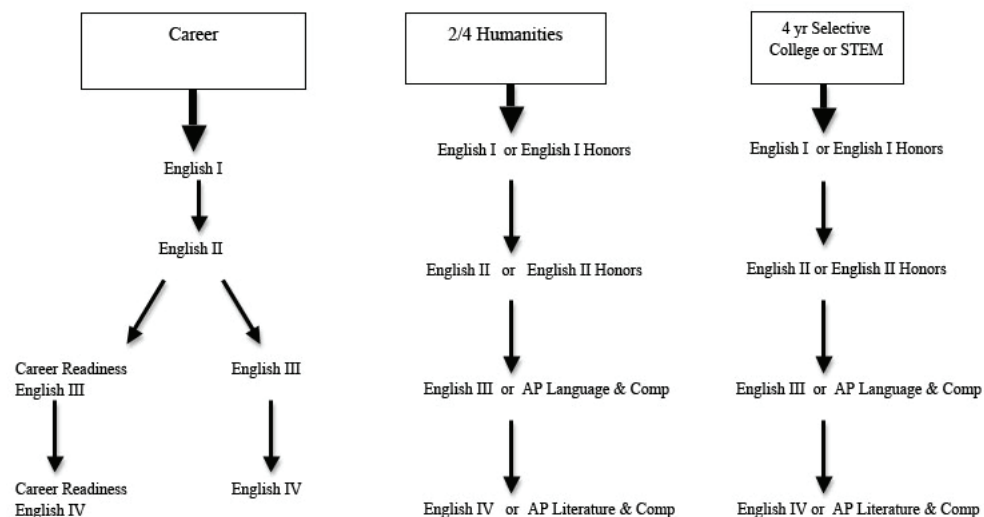 Career
English I
English II
Career Readiness
English III
English III
Career Readiness
English IV
English IV
2/4 Humanities
English I or English I Honors
English II or English II Honors
English III or AP Language & Comp
English IV or AP Literature & Comp
4 yr Selective
College or STEM
English I or English I Honors
English II or English II Honors
English III or AP Language & Comp
English IV or AP Literature & Comp